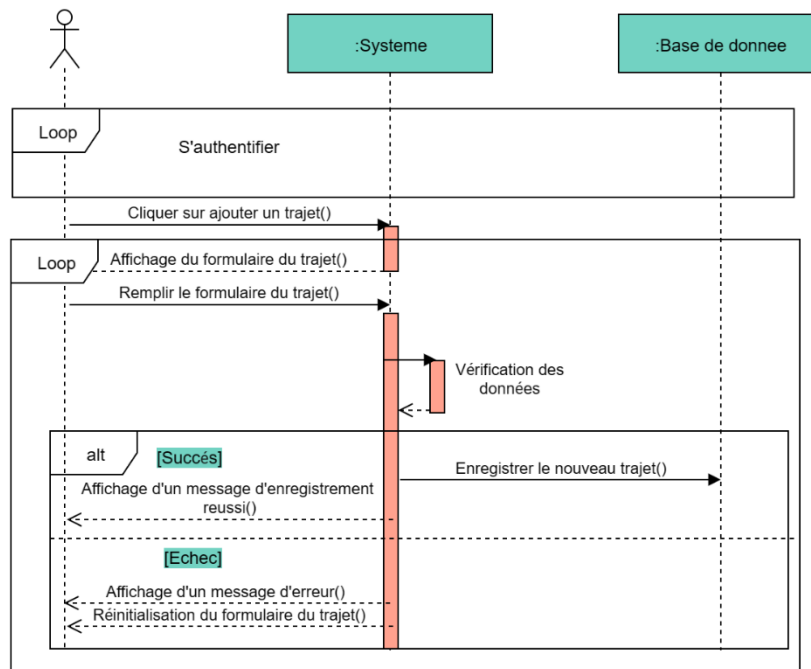 :Systeme
:Base de donnee
Loop
S'authentifier
Cliquer sur ajouter un trajet()
Loop
Affichage du formulaire du trajet()
Remplir le formulaire du trajet()
Vérification des
données
alt
[Succés]
Enregistrer le nouveau trajet()
Affichage d'un message d'enregistrement
reussi()
[Echec]
Affichage d'un message d'erreur()
Réinitialisation du formulaire du trajet()